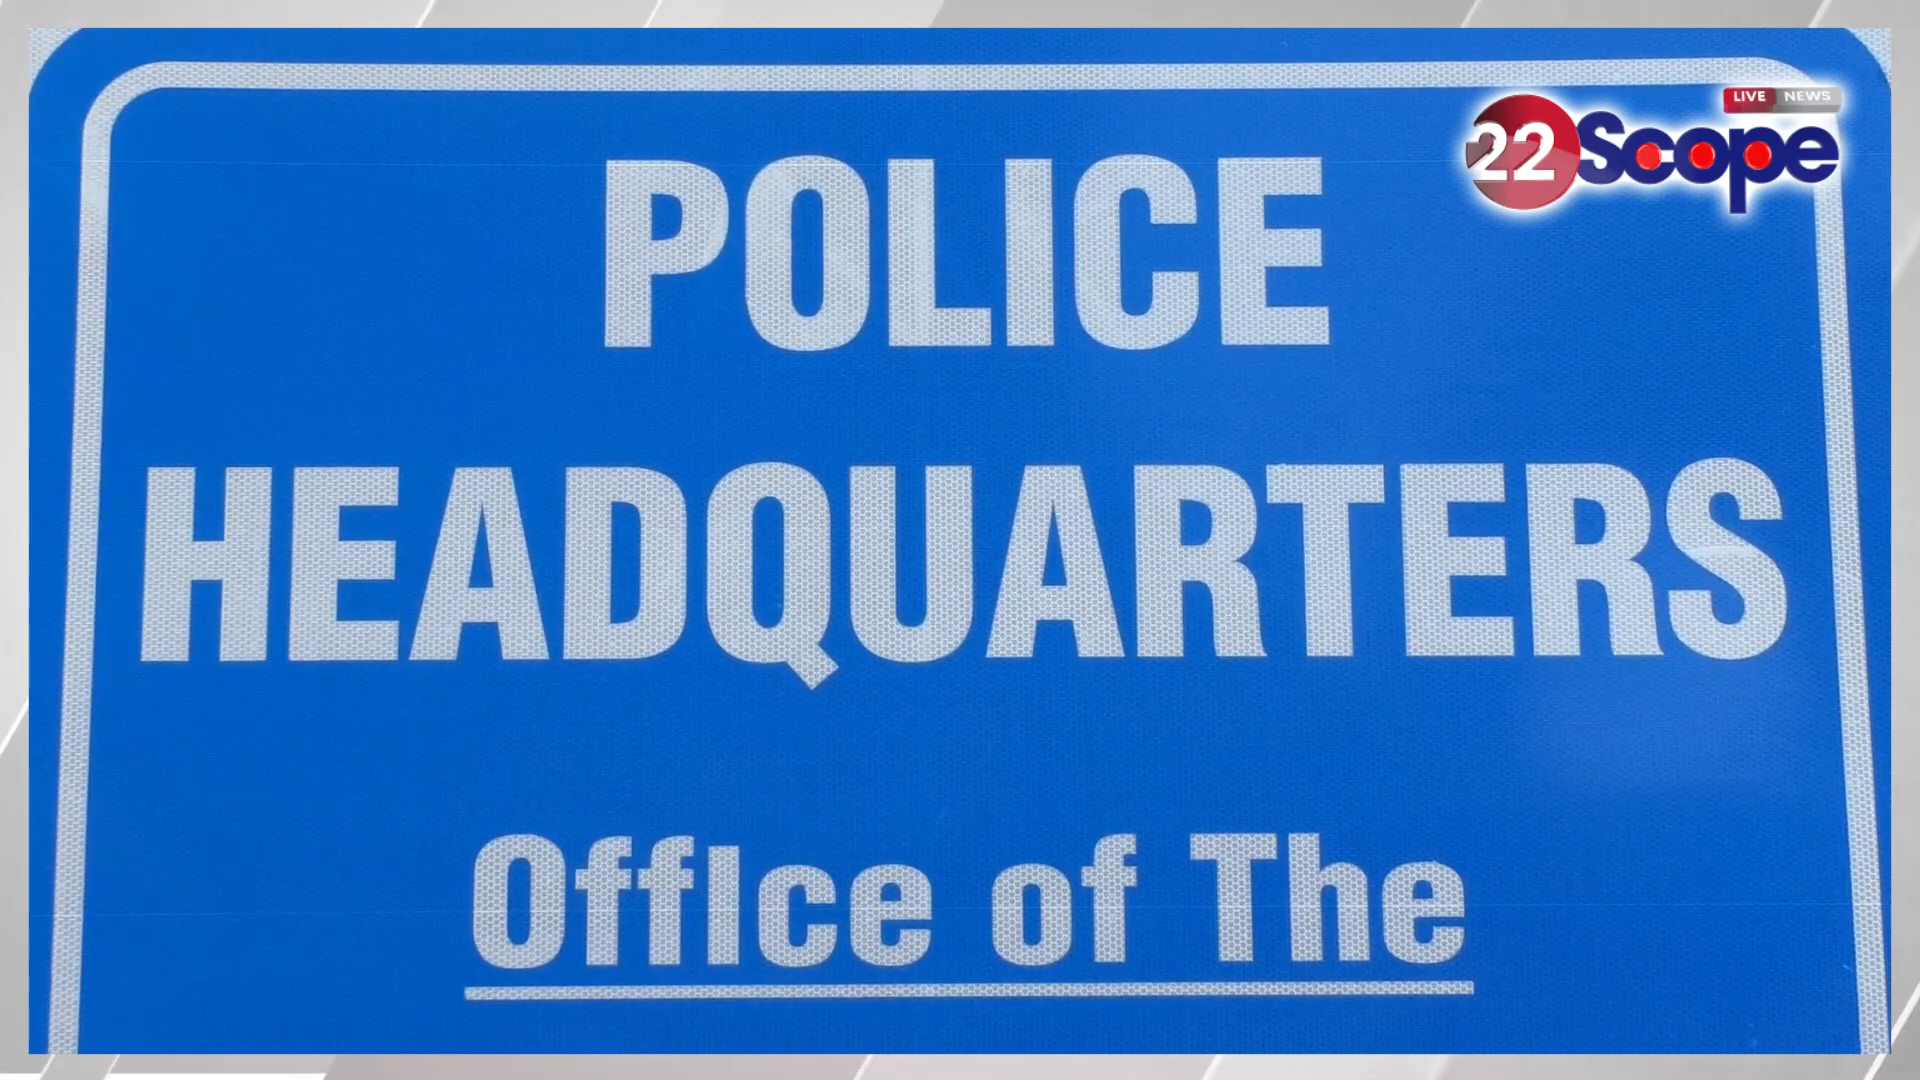 LIVE NEWS
22Scope
POLICE
HEADQUARTERS
Office of The